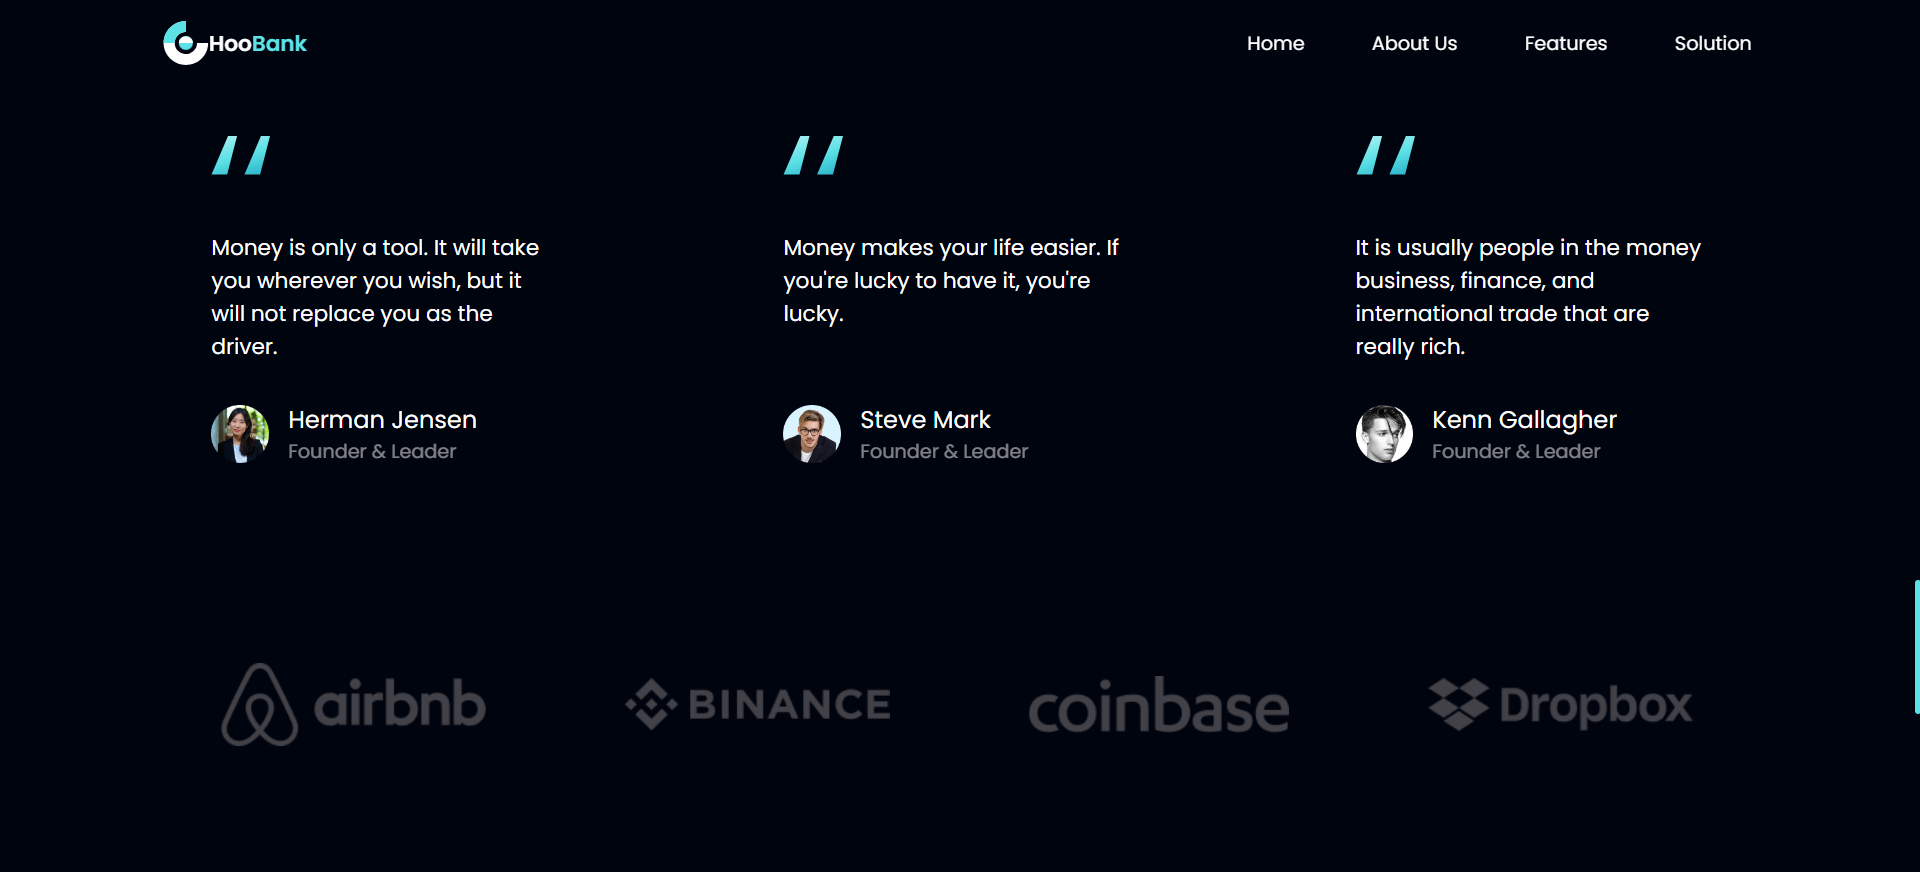 HooBank
Home
About Us
Features
Solution
Money is only a tool. It will take
you wherever you wish, but it
will not replace you as the
driver.
Herman Jensen
Founder & Leader
Money makes your life easier. If
you're lucky to have it, you're
lucky.
Steve Mark
Founder & Leader
It is usually people in the money
business, finance, and
international trade that are
really rich.
Kenn Gallagher
Founder & Leader
airbnb
BINANCE
coinbase
Dropbox